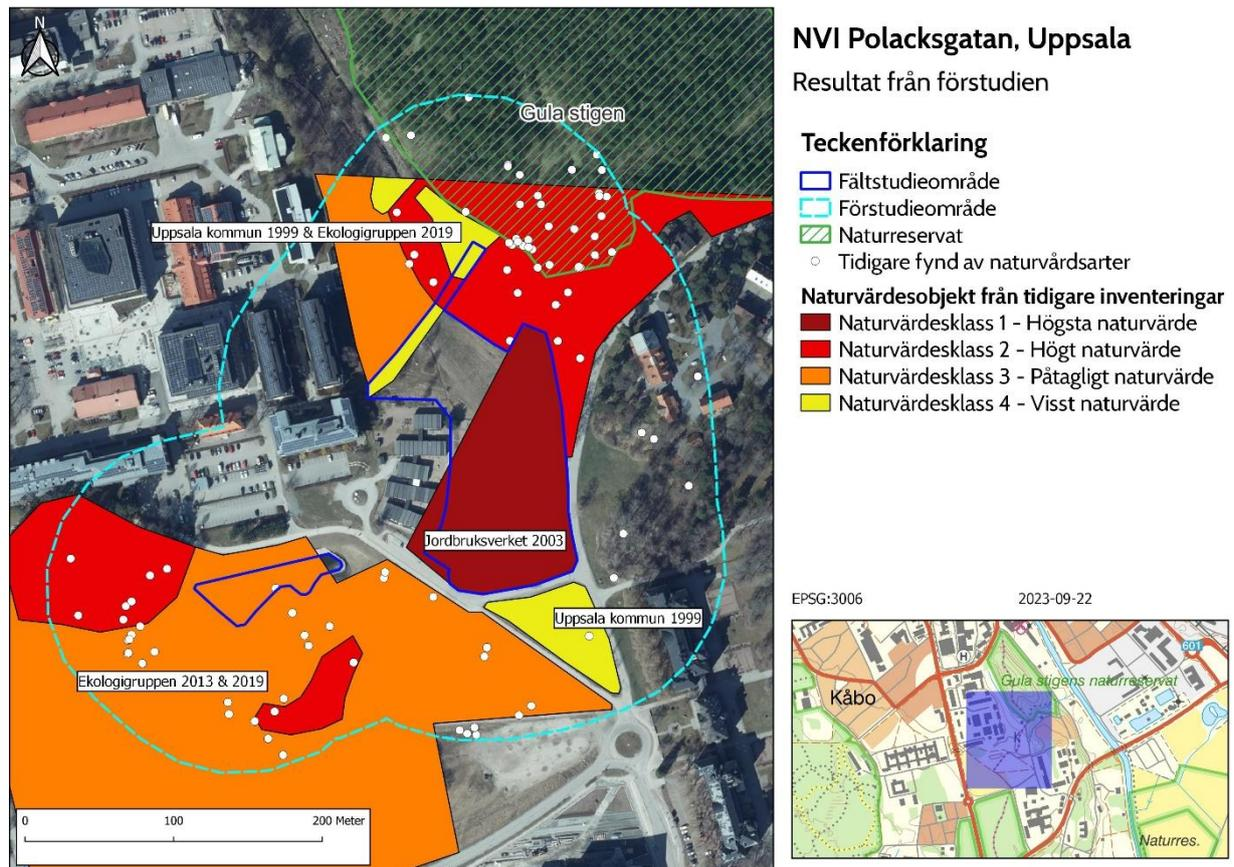 N
Gula stigen
Uppsala kommun 1999 & Ekologigruppen 2019
Jordbruksverket 2003
Uppsala kommun 1999
Ekologigruppen 2013 & 2019
0 100 200 Meter
NVI Polacksgatan, Uppsala
Resultat från förstudien
Teckenförklaring
Fältstudieområde
Förstudieområde
Naturreservat
Tidigare fynd av naturvårdsarter
Naturvärdesobjekt från tidigare inventeringar
Naturvärdesklass 1 - Högsta naturvärde
Naturvärdesklass 2 - Högt naturvärde
Naturvärdesklass 3 - Påtagligt naturvärde
Naturvärdesklass 4 - Visst naturvärde
EPSG:3006 2023-09-22
601
H
Gula stigens naturreservat
Kåbo
Naturres.